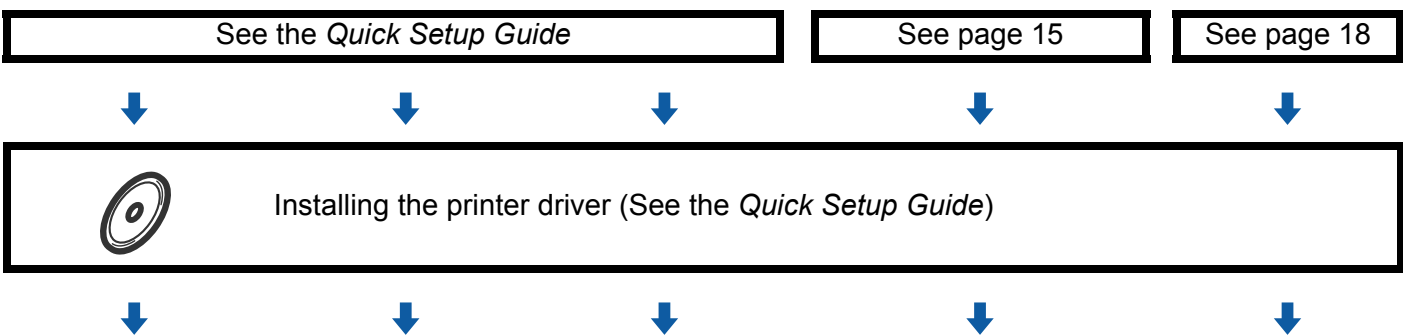 See the Quick Setup Guide
See page 15
See page 18
Installing the printer driver (See the Quick Setup Guide)